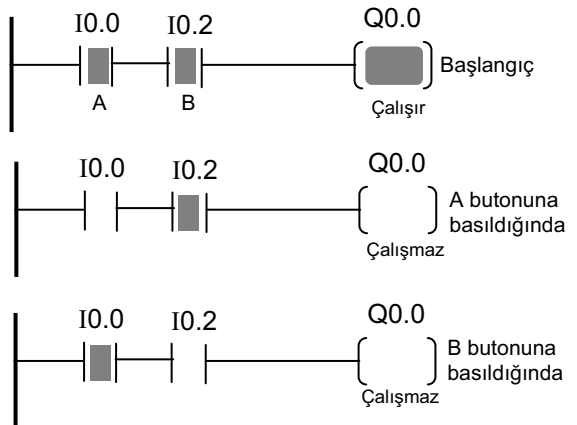 I0.0 I0.2 Q0.0
Başlangıç
A B Çalışır
I0.0 I0.2 Q0.0
A butonuna
basıldığında
Çalışmaz
I0.0 I0.2 Q0.0
B butonuna
basıldığında
Çalışmaz